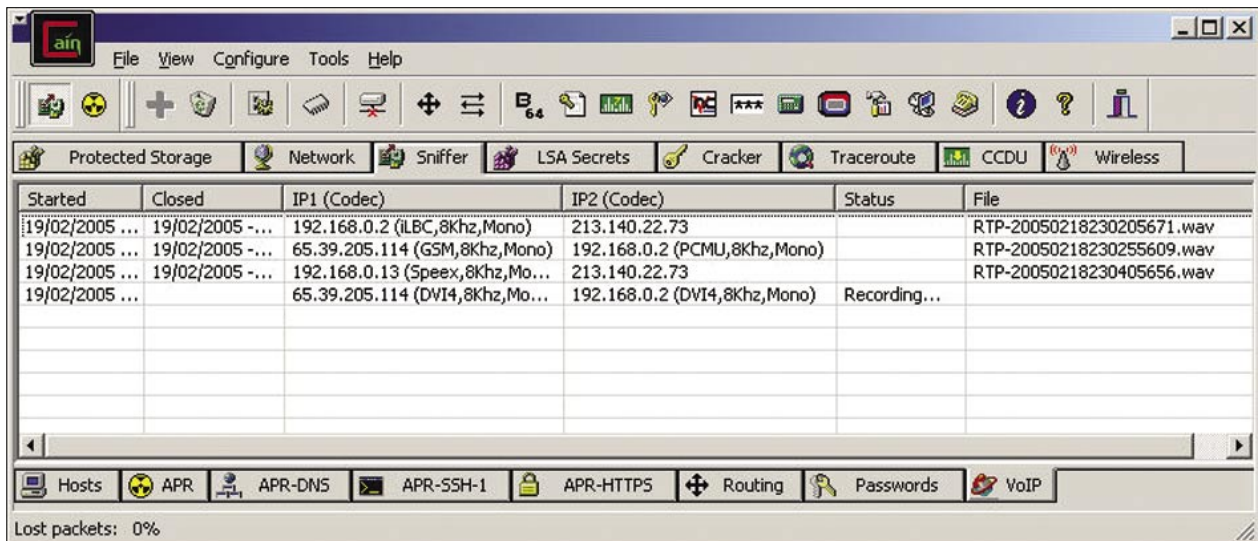 Cain
File View Configure Tools Help
B64 ***
Protected Storage Network Sniffer LSA Secrets Cracker Traceroute CCDU Wireless
Started Closed IP1 (Codec) IP2 (Codec) Status File
19/02/2005 ... 19/02/2005 -... 192.168.0.2 (iLBC,8Khz,Mono) 213.140.22.73 RTP-20050218230205671.wav
19/02/2005 ... 19/02/2005 -... 65.39.205.114 (GSM,8Khz,Mono) 192.168.0.2 (PCMU,8Khz,Mono) RTP-20050218230255609.wav
19/02/2005 ... 19/02/2005 -... 192.168.0.13 (Speex,8Khz,Mo... 213.140.22.73 RTP-20050218230405656.wav
19/02/2005 ... 65.39.205.114 (DVI4,8Khz,Mo... 192.168.0.2 (DVI4,8Khz,Mono) Recording...
Hosts APR APR-DNS APR-SSH-1 APR-HTTPS Routing Passwords VoIP
Lost packets: 0%